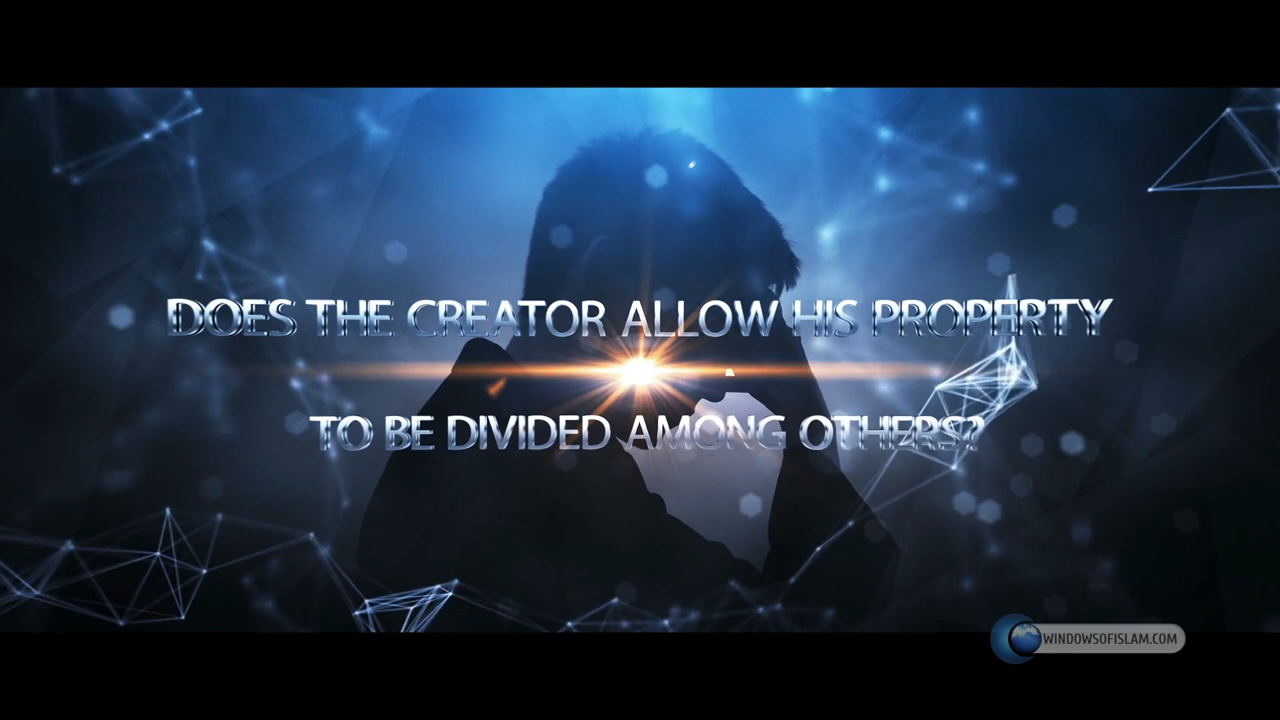 DOES THE CREATOR ALLOW HIS PROPERTY
TO BE DIVIDED AMONG OTHERS?
WINDOWSOFISLAM.COM